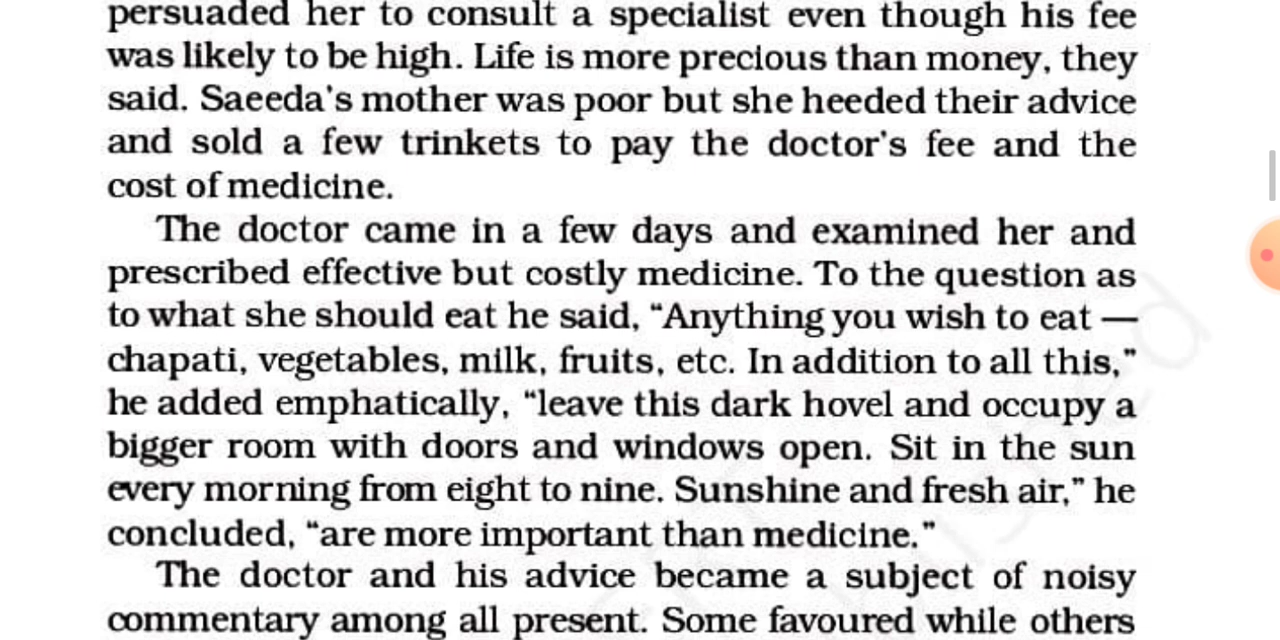 persuaded her to consult a specialist even though his fee
was likely to be high. Life is more precious than money, they
said. Saeeda's mother was poor but she heeded their advice
and sold a few trinkets to pay the doctor's fee and the
cost of medicine.
The doctor came in a few days and examined her and
prescribed effective but costly medicine. To the question as
to what she should eat he said, “Anything you wish to eat —
chapati, vegetables, milk, fruits, etc. In addition to all this,”
he added emphatically, “leave this dark hovel and occupy a
bigger room with doors and windows open. Sit in the sun
every morning from eight to nine. Sunshine and fresh air,” he
concluded, “are more important than medicine.”
The doctor and his advice became a subject of noisy
commentary among all present. Some favoured while others